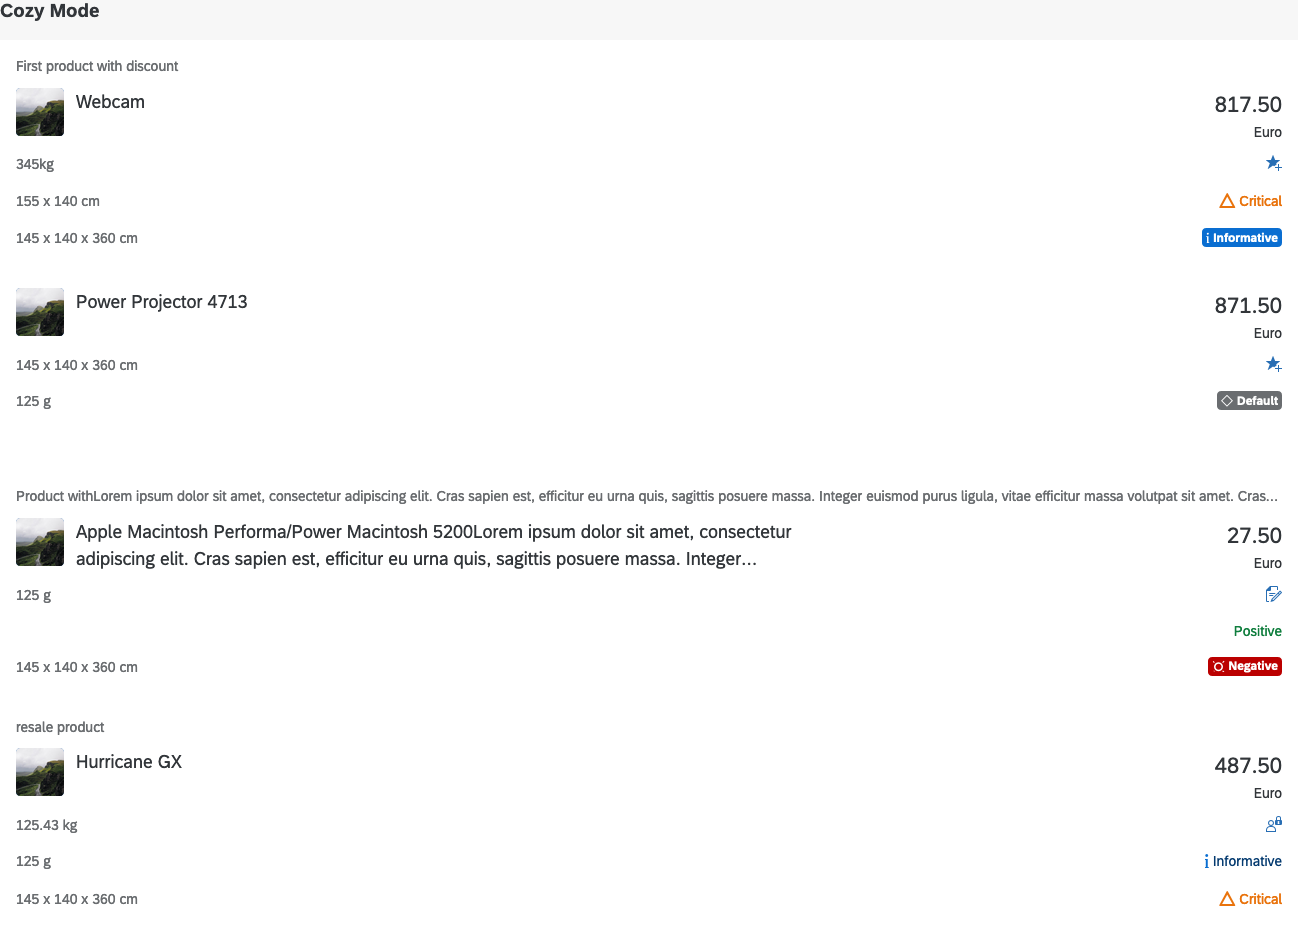 Cozy Mode
First product with discount
Webcam
817.50
Euro
345kg
155 x 140 cm
Critical
145 x 140 x 360 cm
Informative
Power Projector 4713
871.50
Euro
145 x 140 x 360 cm
125 g
Default
Product withLorem ipsum dolor sit amet, consectetur adipiscing elit. Cras sapien est, efficitur eu urna quis, sagittis posuere massa. Integer euismod purus ligula, vitae efficitur massa volutpat sit amet. Cras...
Apple Macintosh Performa/Power Macintosh 5200Lorem ipsum dolor sit amet, consectetur
adipiscing elit. Cras sapien est, efficitur eu urna quis, sagittis posuere massa. Integer...
27.50
Euro
125 g
Positive
145 x 140 x 360 cm
Negative
resale product
Hurricane GX
487.50
Euro
125.43 kg
125 g
Informative
145 x 140 x 360 cm
Critical